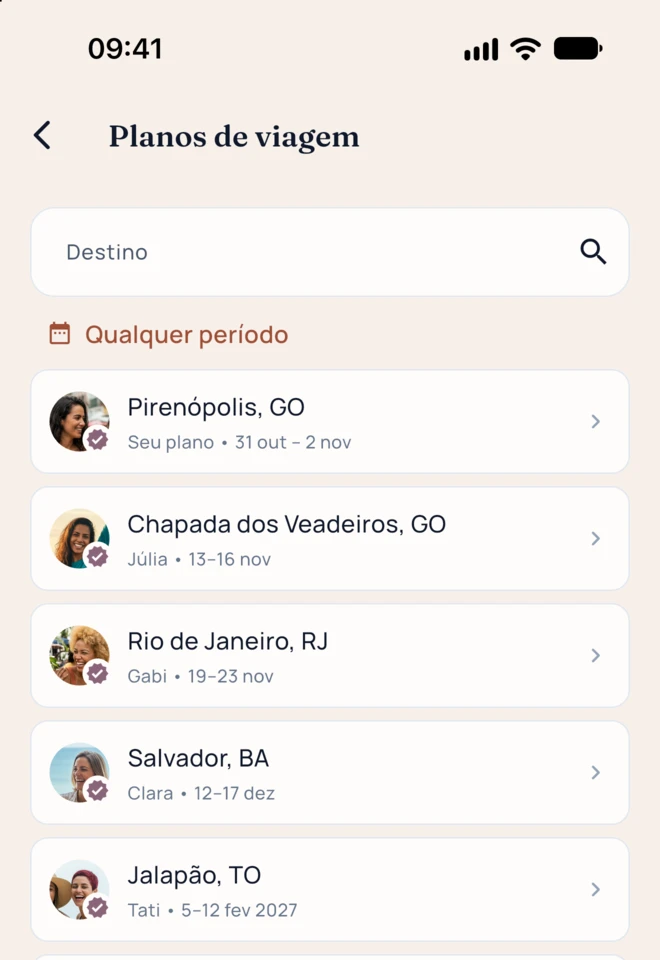 09:41
Planos de viagem
Destino
Qualquer período
Pirenópolis, GO
Seu plano • 31 out – 2 nov
Chapada dos Veadeiros, GO
Júlia • 13–16 nov
Rio de Janeiro, RJ
Gabi • 19–23 nov
Salvador, BA
Clara • 12–17 dez
Jalapão, TO
Tati • 5–12 fev 2027